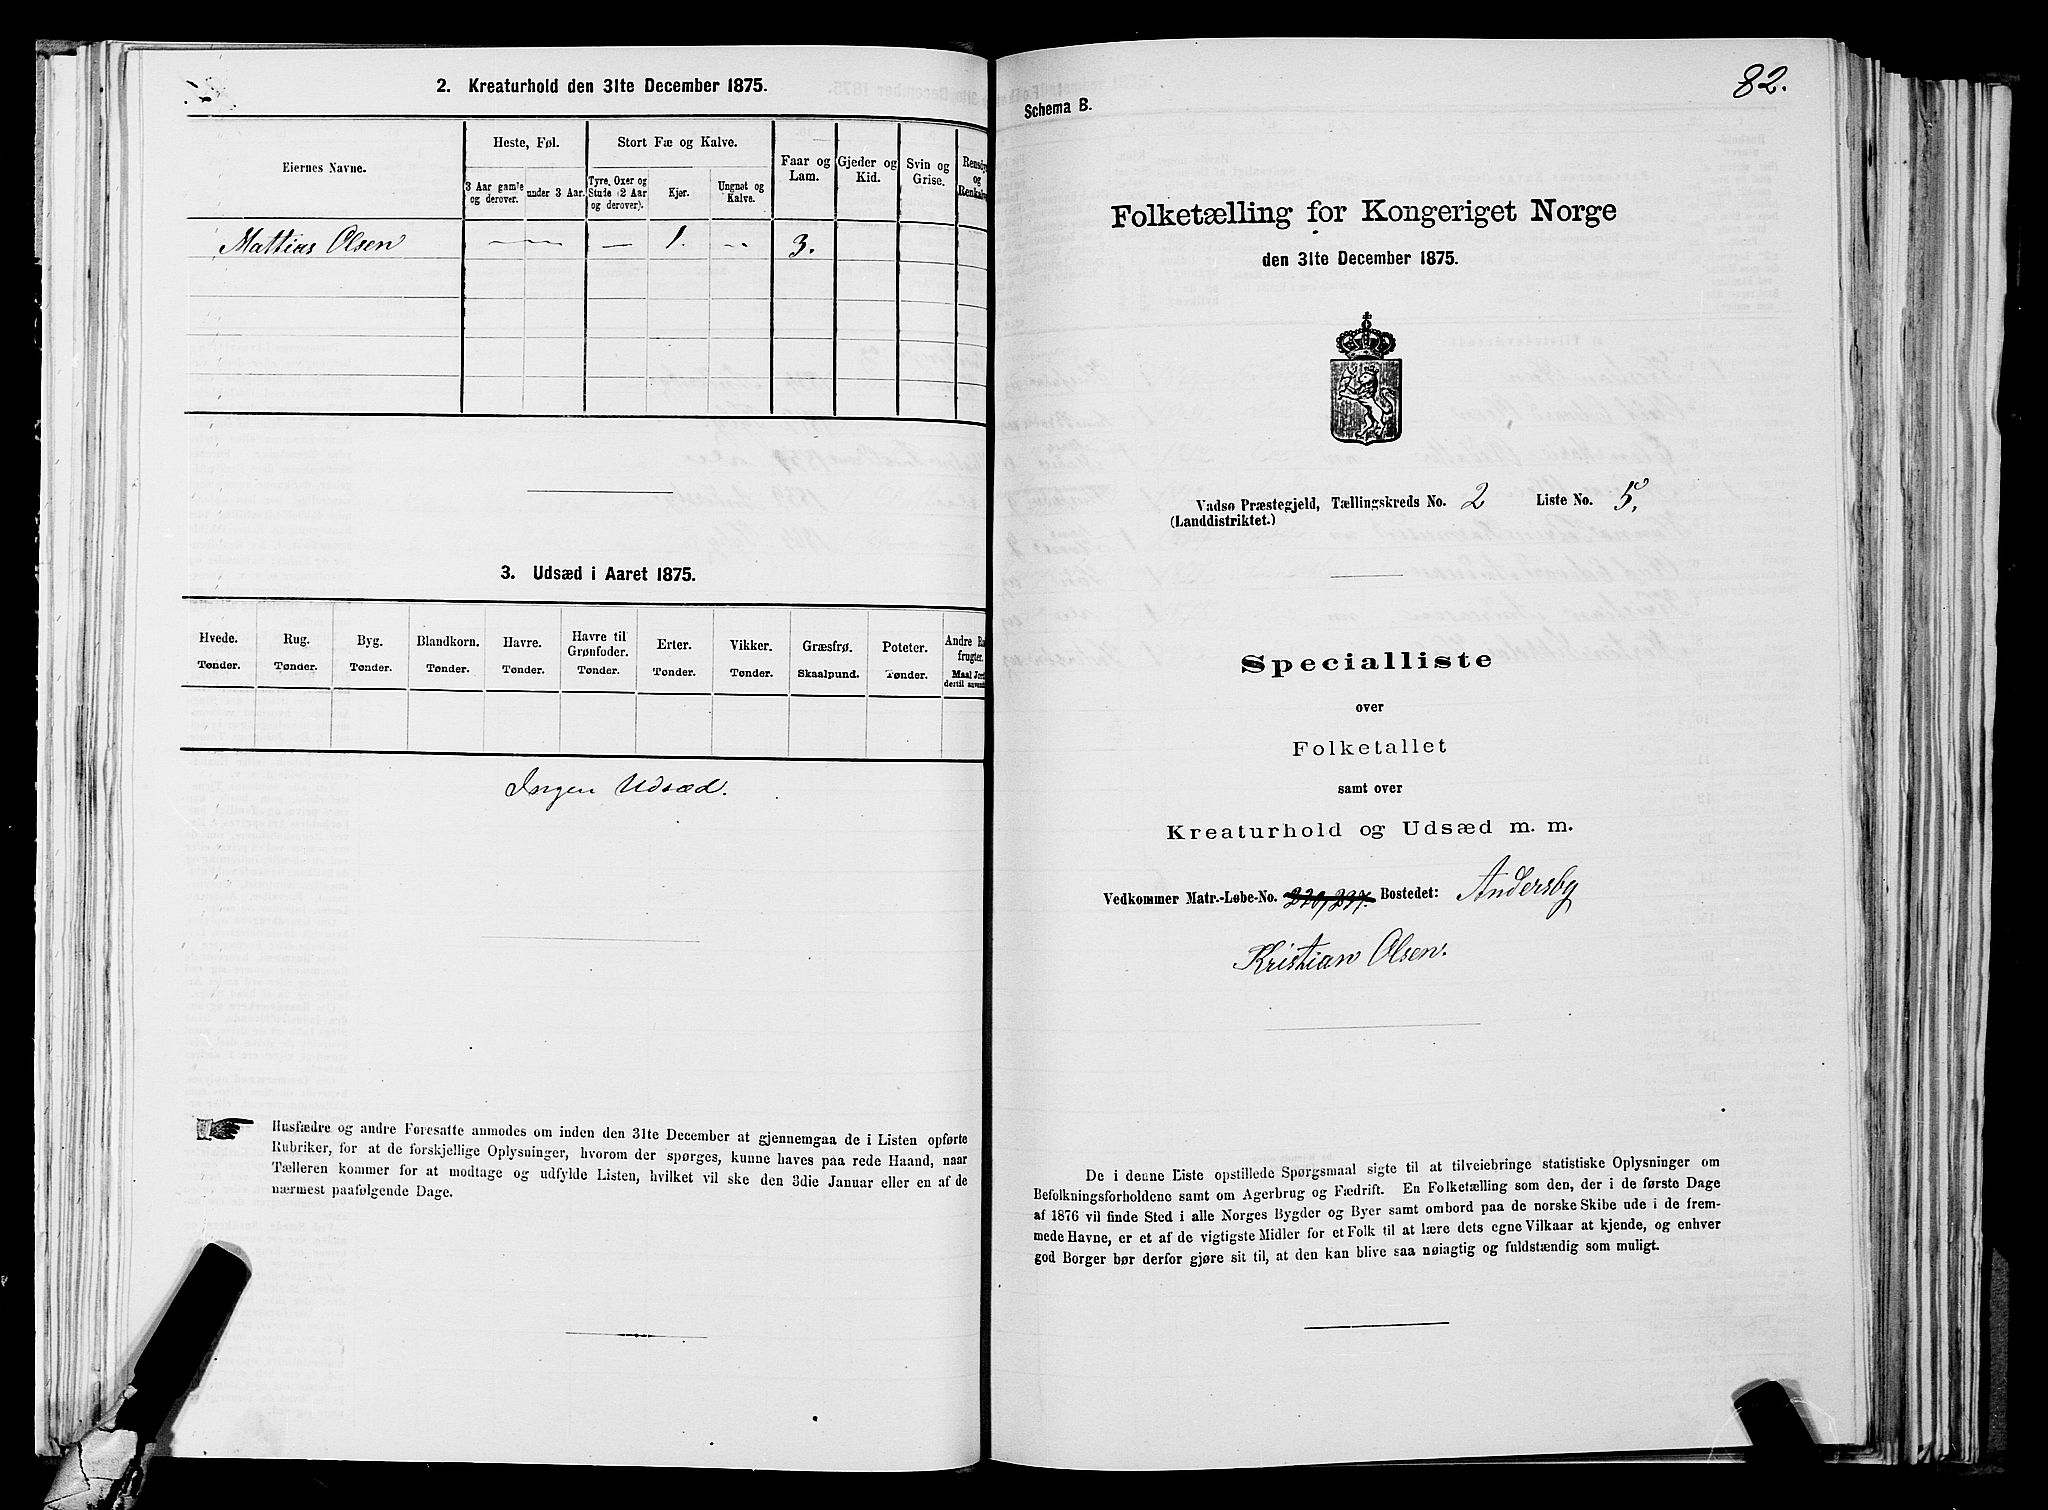 2. Kreaturhold den 31te December 1875.
Eiernes Navne.
Heste, Føl.
Stort Fæ og Kalve.
Faar og Lam.
Gjeder og Kid.
Svin og Grise.
Rensdyr og Renkalve
3 Aar gamle og derover.
under 3 Aar.
Tyre, Oxer og Stude (2 Aar og derover).
Kjør.
Ungnøt og Kalve.
Mattias Olsen — — — 1. — 3.
3. Udsæd i Aaret 1875.
Hvede. Rug. Byg. Blandkorn. Havre. Havre til Grønfoder. Erter. Vikker. Græsfrø. Poteter. Andre
Tønder. Tønder. Tønder. Tønder. Tønder. Tønder. Tønder. Tønder. Skaalpund. Tønder.
Ingen Udsæd.
Husfædre og andre Foresatte anmodes om inden den 31te December at gjennemgaa de i Listen opførte
Rubriker, for at de forskjellige Oplysninger, hvorom der spørges, kunne haves paa rede Haand, naar
Tælleren kommer for at modtage og udfylde Listen, hvilket vil ske den 3die Januar eller en af de
nærmest paafølgende Dage.
82.
Schema B.
Folketælling for Kongeriget Norge
den 31te December 1875.
Vadsø Præstegjeld, Tællingskreds No. 2 Liste No. 5.
(Landdistriktet.)
Specialliste
over
Folketallet
samt over
Kreaturhold og Udsæd m. m.
Vedkommer Matr.-Løbe-No. Bostedet: Andersby
Kristian Olsen.
De i denne Liste opstillede Spørgsmaal sigte til at tilveiebringe statistiske Oplysninger om
Befolkningsforholdene samt om Agerbrug og Fædrift. En Folketælling som den, der i de første Dage
af 1876 vil finde Sted i alle Norges Bygder og Byer samt ombord paa de norske Skibe ude i de frem-
mede Havne, er et af de vigtigste Midler for et Folk til at lære dets egne Vilkaar at kjende, og enhver
god Borger bør derfor gjøre sit til, at den kan blive saa nøiagtig og fuldstændig som muligt.